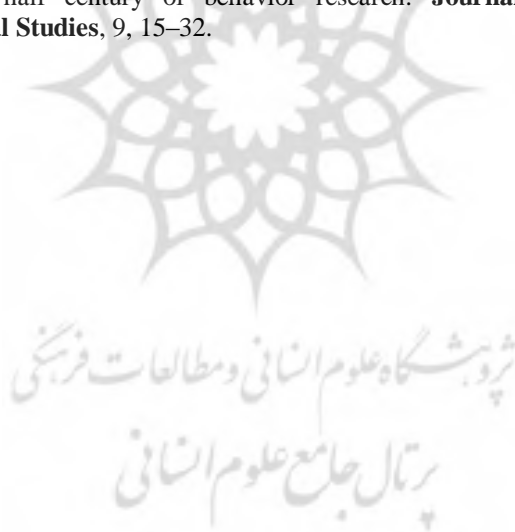 half century of behavior research. Journal
al Studies, 9, 15–32.
پژوهشگاه علوم انسانی و مطالعات فرهنگی
پرتال جامع علوم انسانی